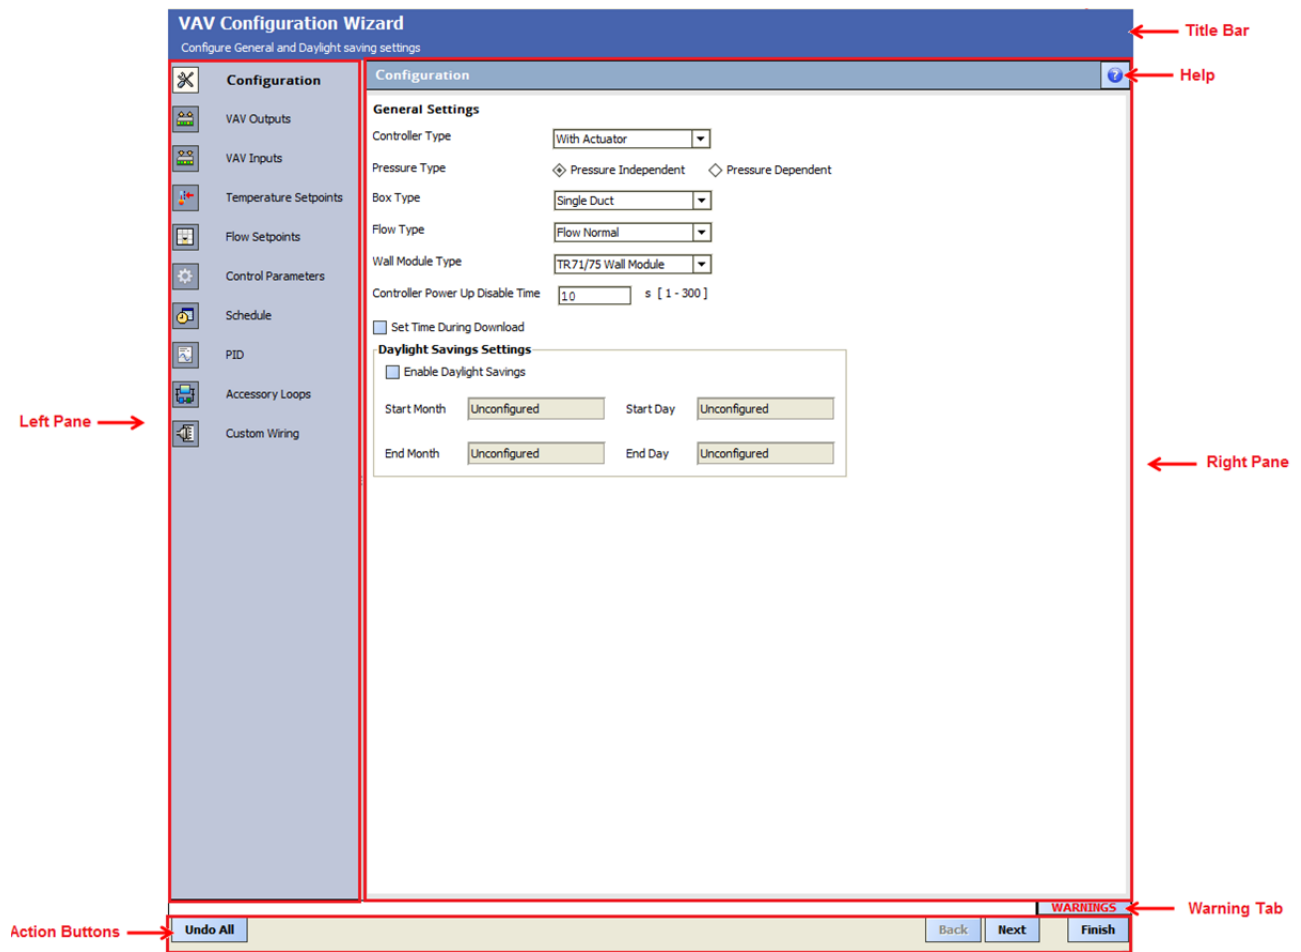 VAV Configuration Wizard
Title Bar
Configure General and Daylight saving settings
Configuration
Configuration
Help
General Settings
VAV Outputs
Controller Type
With Actuator
VAV Inputs
Pressure Type
Pressure Independent
Pressure Dependent
Temperature Setpoints
Box Type
Single Duct
Flow Setpoints
Flow Type
Flow Normal
Wall Module Type
TR71/75 Wall Module
Control Parameters
Controller Power Up Disable Time
10
s [ 1 - 300 ]
Schedule
Set Time During Download
PID
Daylight Savings Settings
Enable Daylight Savings
Accessory Loops
Start Month
Unconfigured
Start Day
Unconfigured
Left Pane
Custom Wiring
End Month
Unconfigured
End Day
Unconfigured
Right Pane
WARNINGS
Warning Tab
Action Buttons
Undo All
Back
Next
Finish